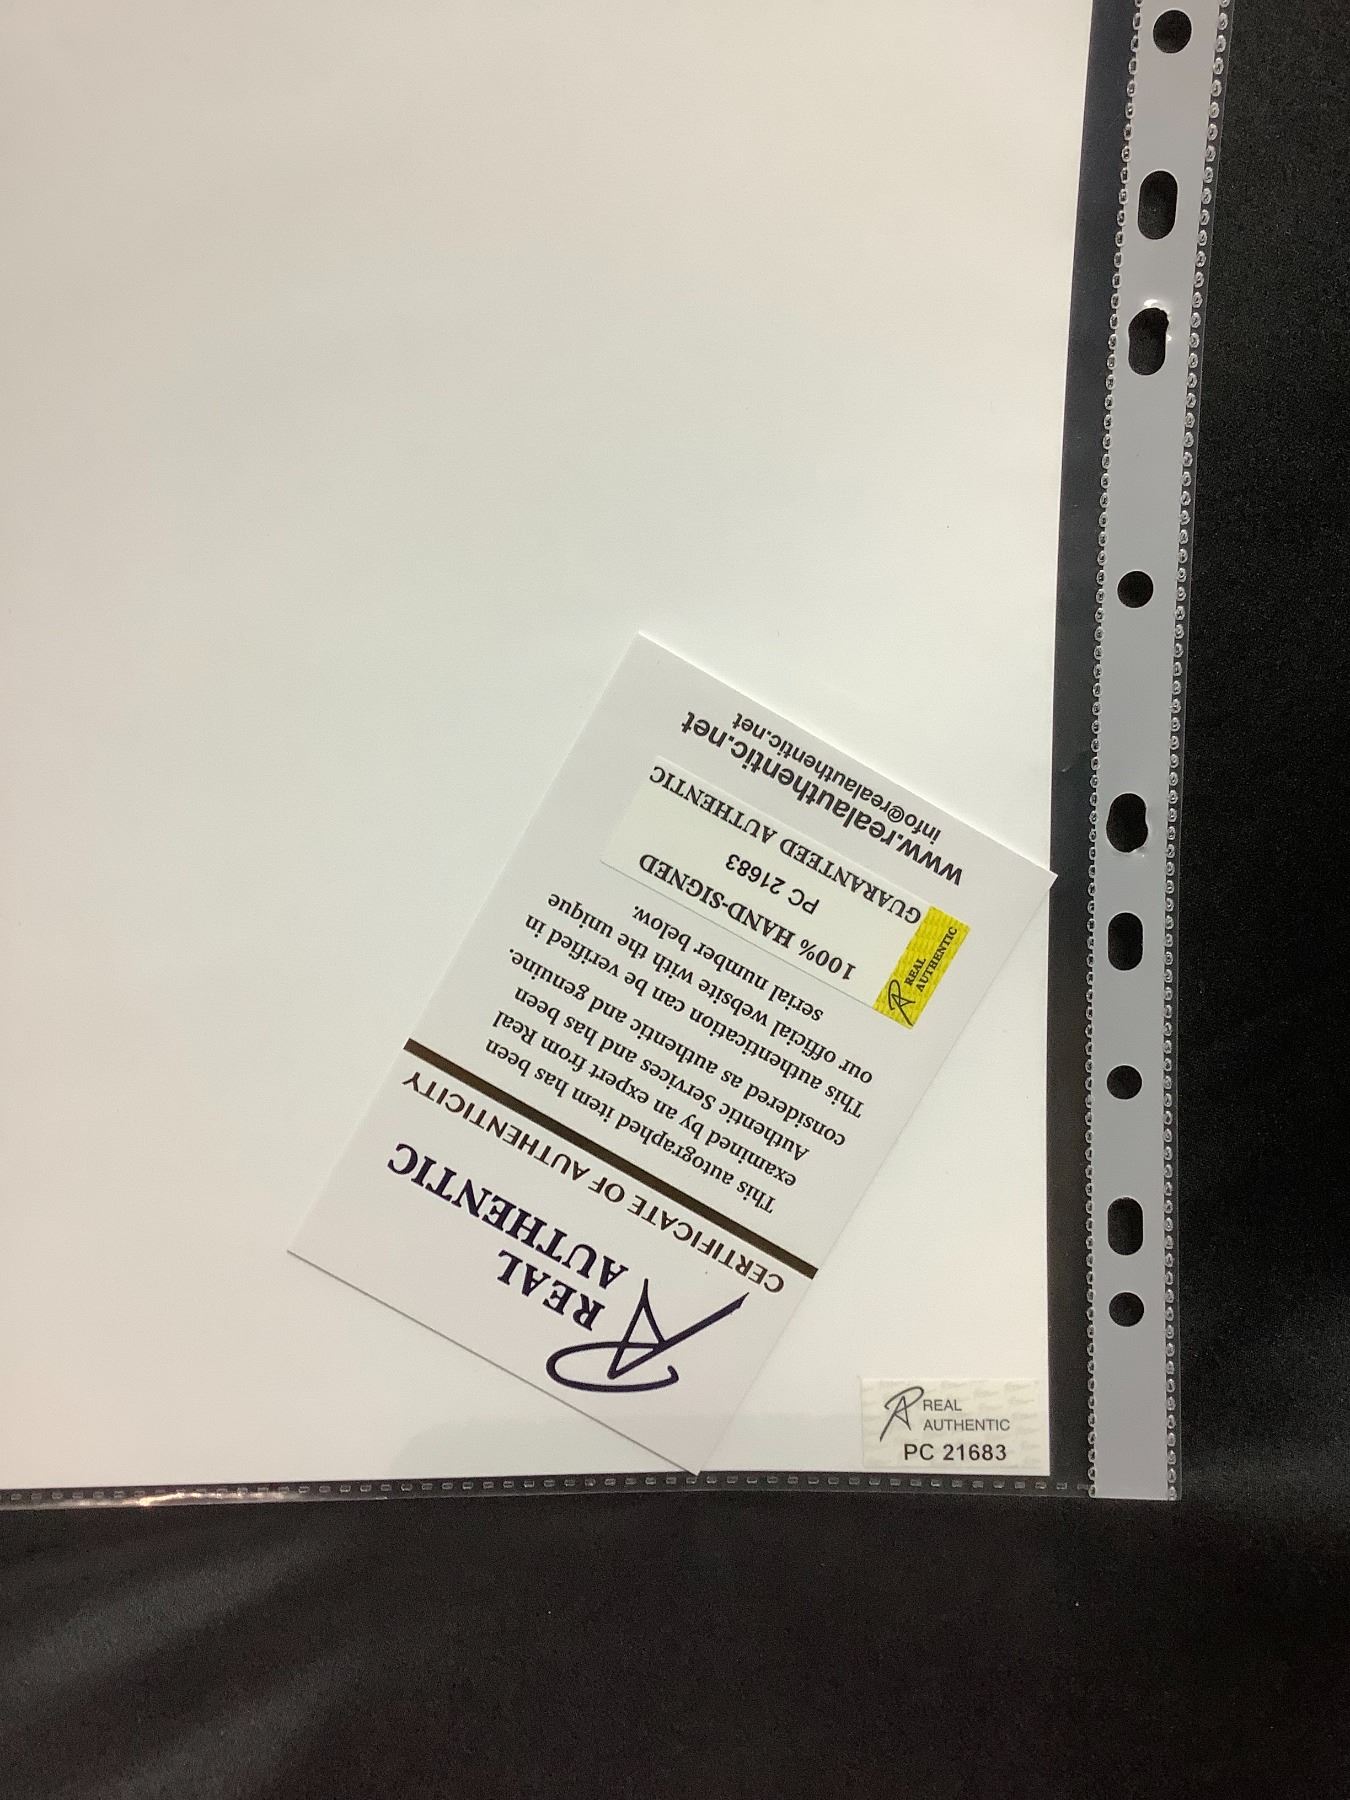 REAL
AUTHENTIC
CERTIFICATE OF AUTHENTICITY
This autographed item has been
examined by an expert from Real
Authentic Services and has been
considered as authentic and genuine.
This authentication can be verified in
our official website with the unique
serial number below.
REAL
AUTHENTIC
100% HAND-SIGNED
PC 21683
GUARANTEED AUTHENTIC
www.realauthentic.net
info@realauthentic.net
REAL
AUTHENTIC
PC 21683